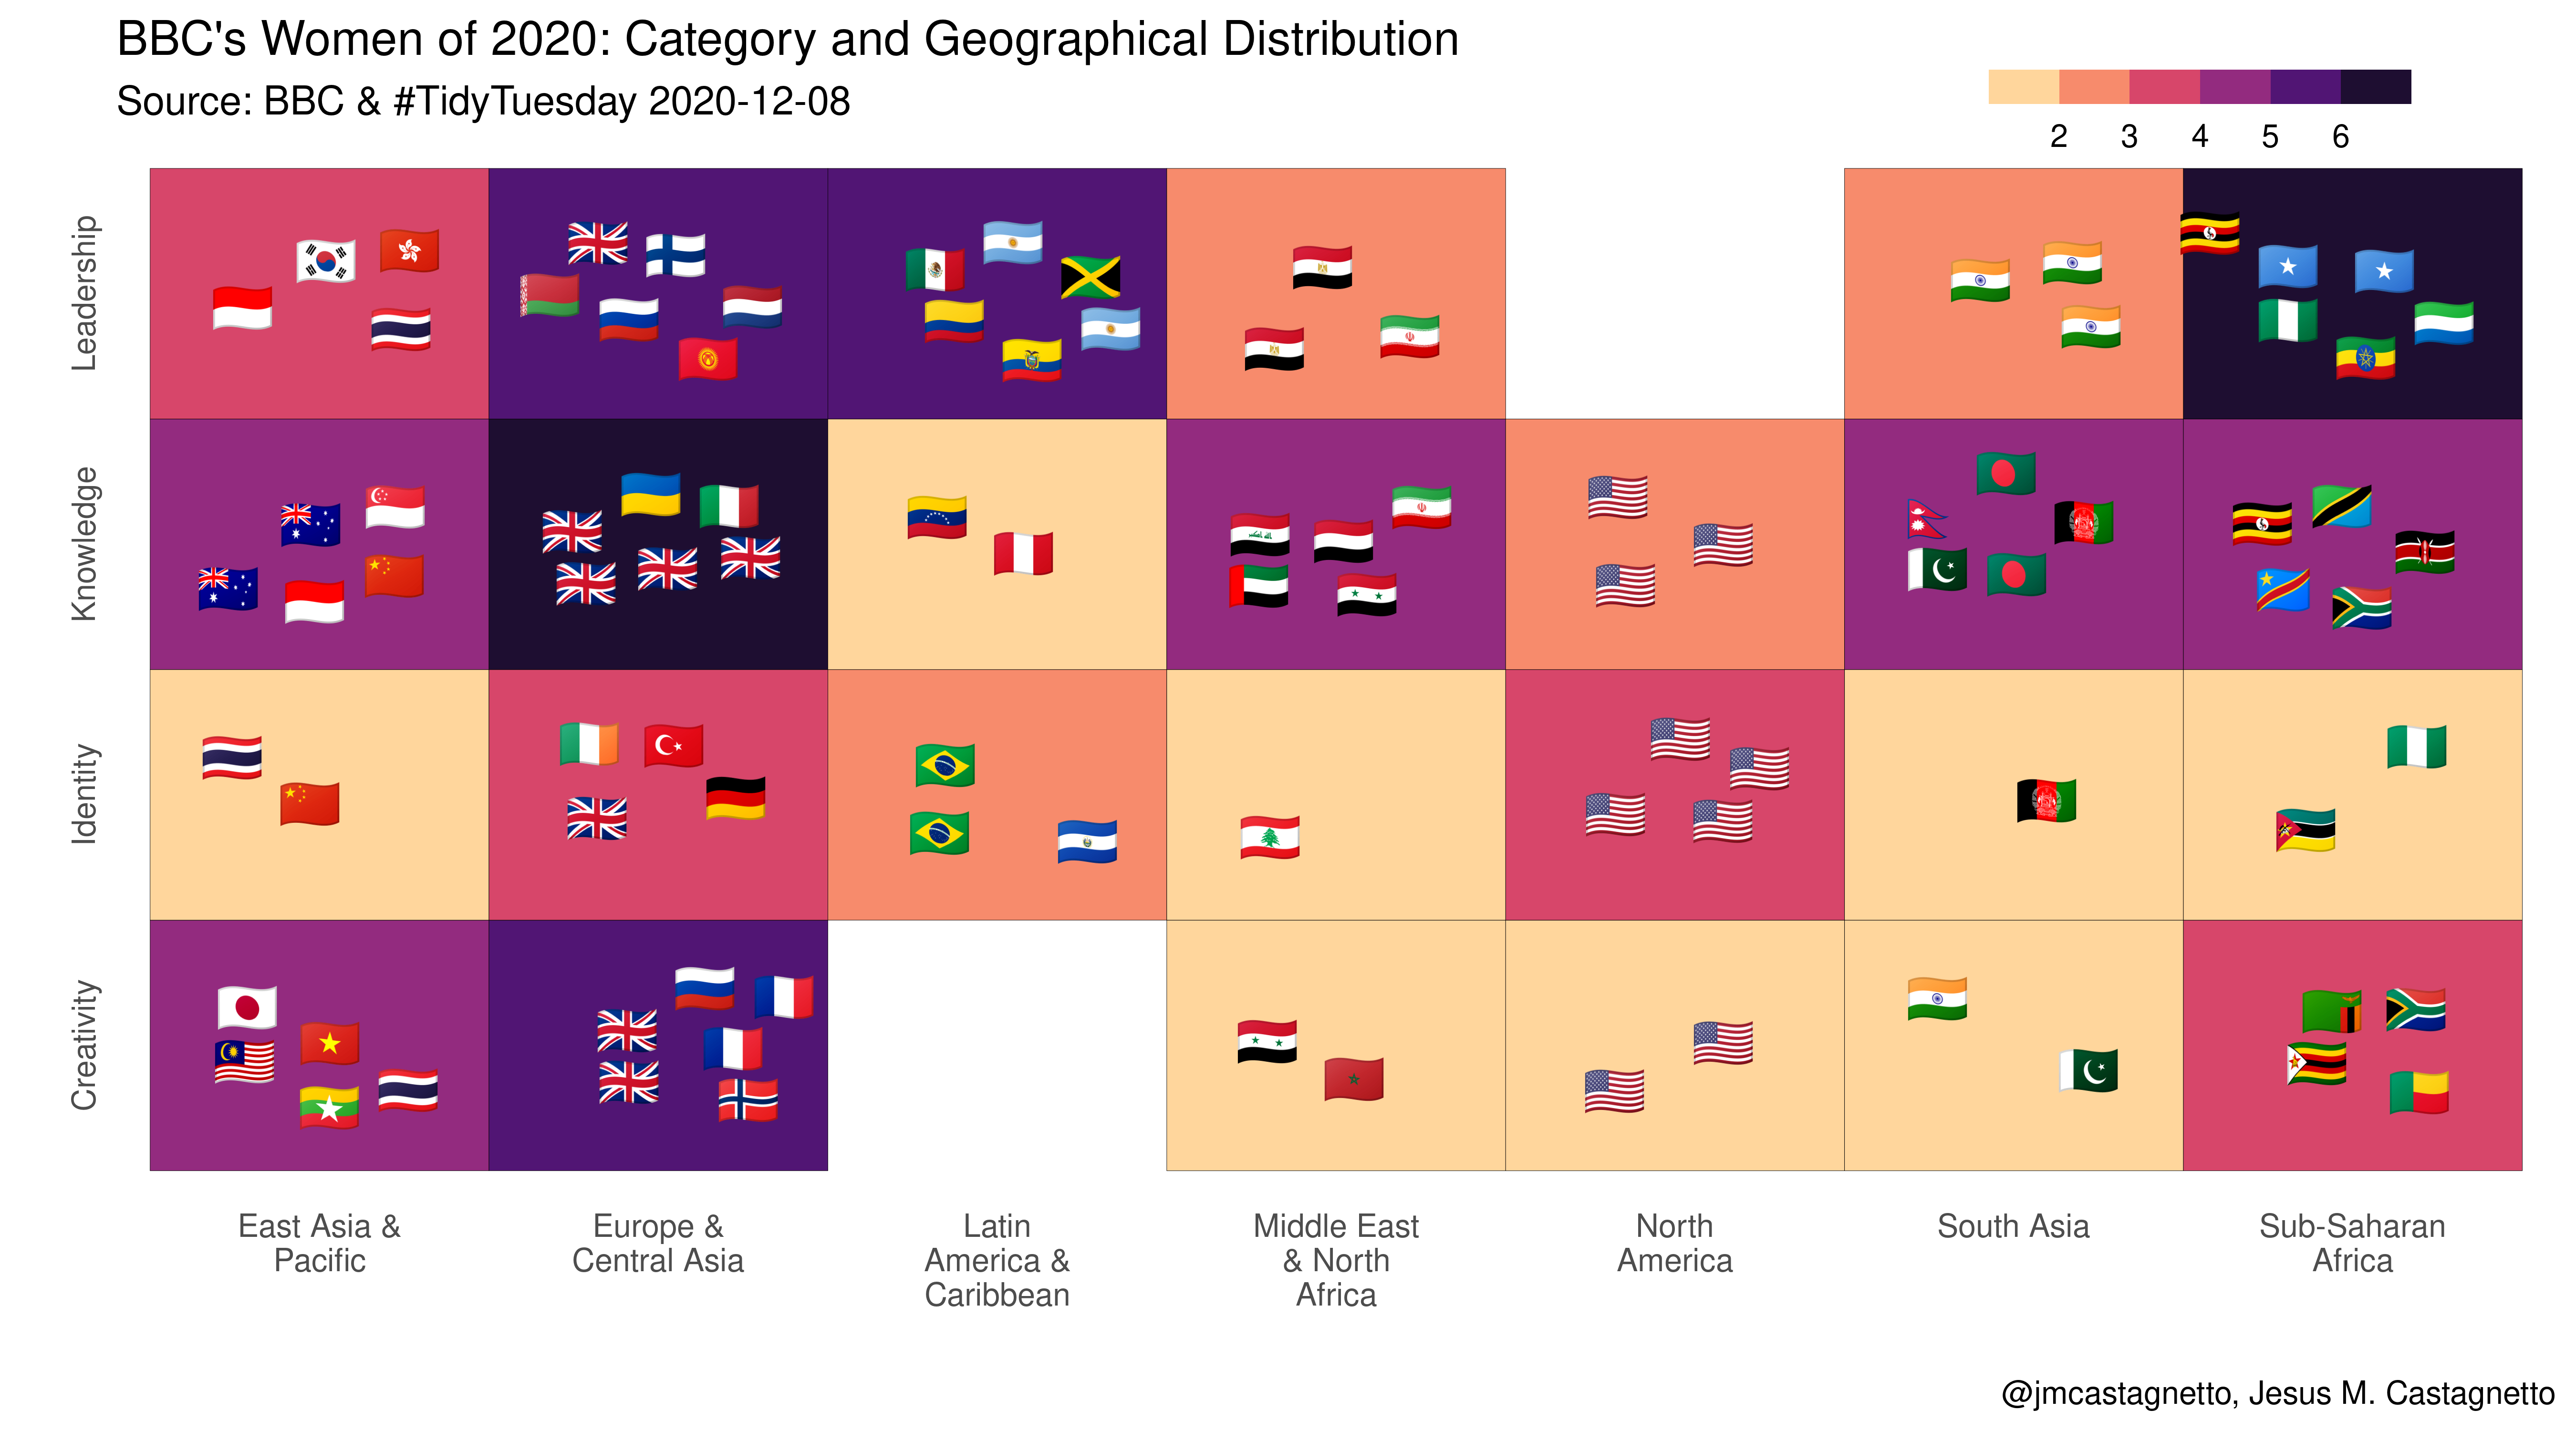 BBC's Women of 2020: Category and Geographical Distribution
Source: BBC & #TidyTuesday 2020-12-08
2 3 4 5 6
Leadership
Knowledge
Identity
Creativity
East Asia &
Pacific
Europe &
Central Asia
Latin
America &
Caribbean
Middle East
& North
Africa
North
America
South Asia
Sub-Saharan
Africa
@jmcastagnetto, Jesus M. Castagnetto